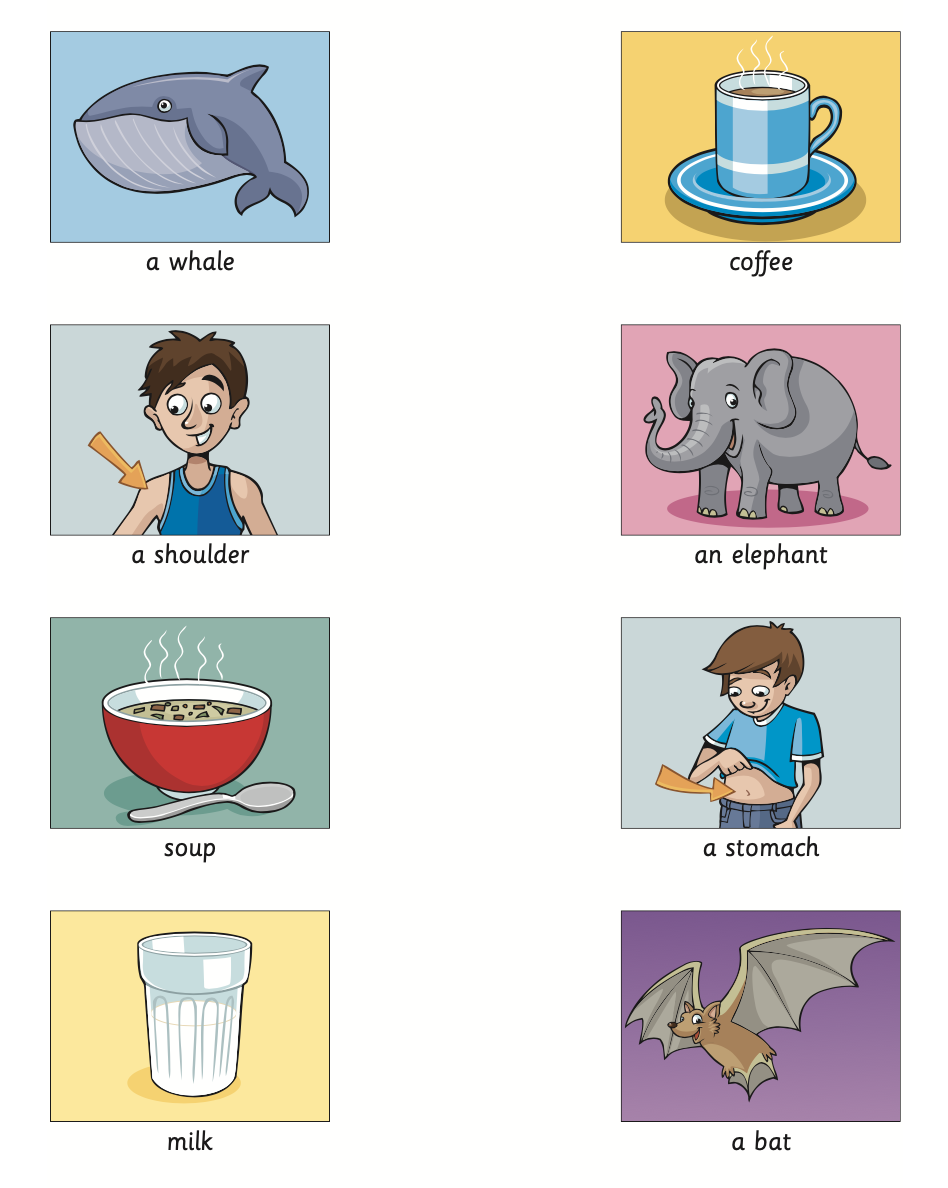 a whale
coffee
a shoulder
an elephant
soup
a stomach
milk
a bat